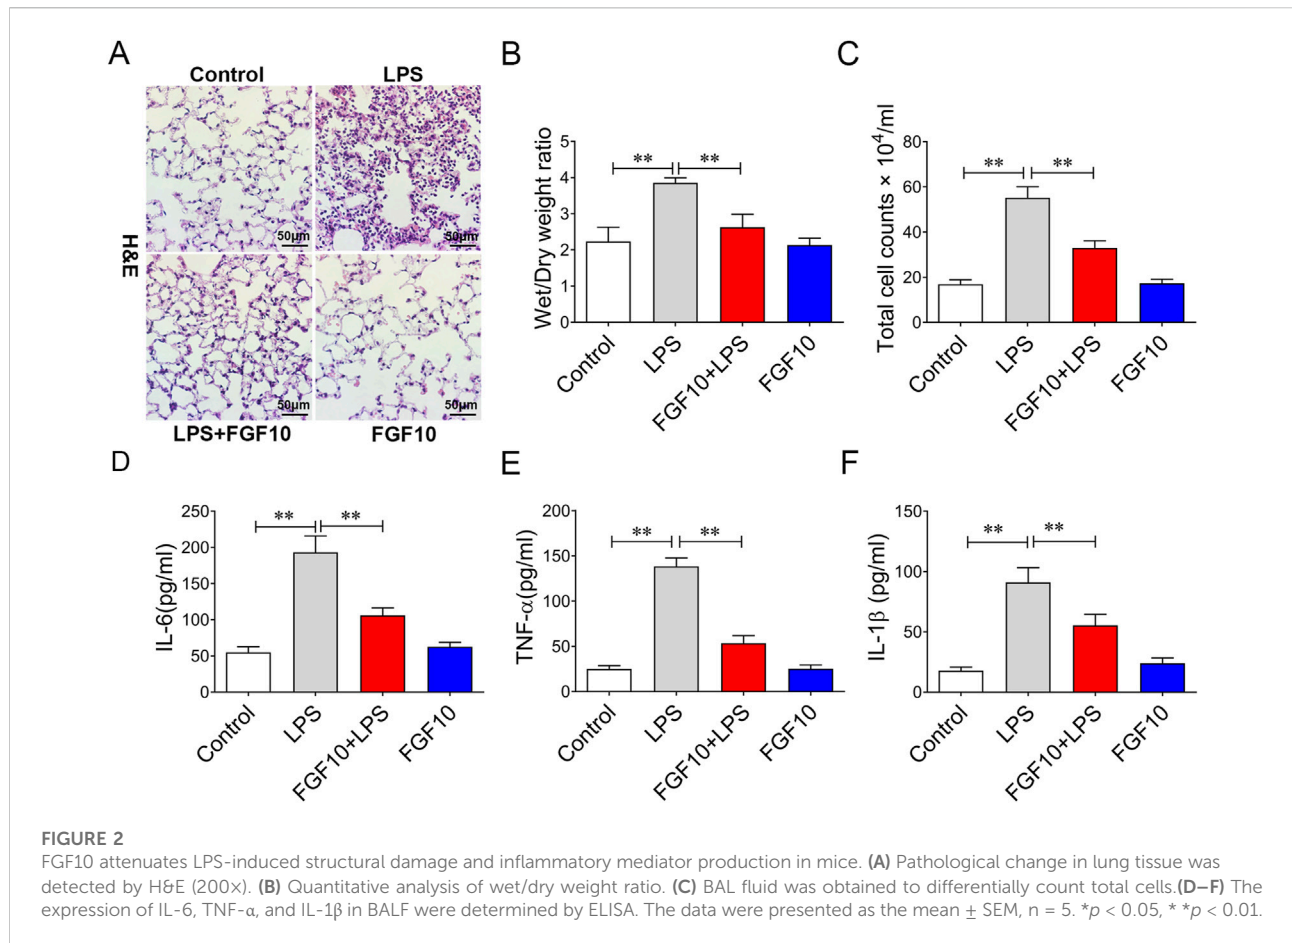 A
Control LPS
H&E
50µm 50µm
50µm 50µm
LPS+FGF10 FGF10
B
Wet/Dry weight ratio
5
4
3
2
1
0
** **
Control LPS FGF10+LPS FGF10
C
Total cell counts × 10⁴/ml
80
60
40
20
0
** **
Control LPS FGF10+LPS FGF10
D
IL-6(pg/ml)
250
200
150
100
50
0
** **
Control LPS FGF10+LPS FGF10
E
TNF-α(pg/ml)
200
150
100
50
0
** **
Control LPS FGF10+LPS FGF10
F
IL-1β (pg/ml)
150
100
50
0
** **
Control LPS FGF10+LPS FGF10
FIGURE 2
FGF10 attenuates LPS-induced structural damage and inflammatory mediator production in mice. (A) Pathological change in lung tissue was
detected by H&E (200×). (B) Quantitative analysis of wet/dry weight ratio. (C) BAL fluid was obtained to differentially count total cells.(D–F) The
expression of IL-6, TNF-α, and IL-1β in BALF were determined by ELISA. The data were presented as the mean ± SEM, n = 5. *p < 0.05, * *p < 0.01.